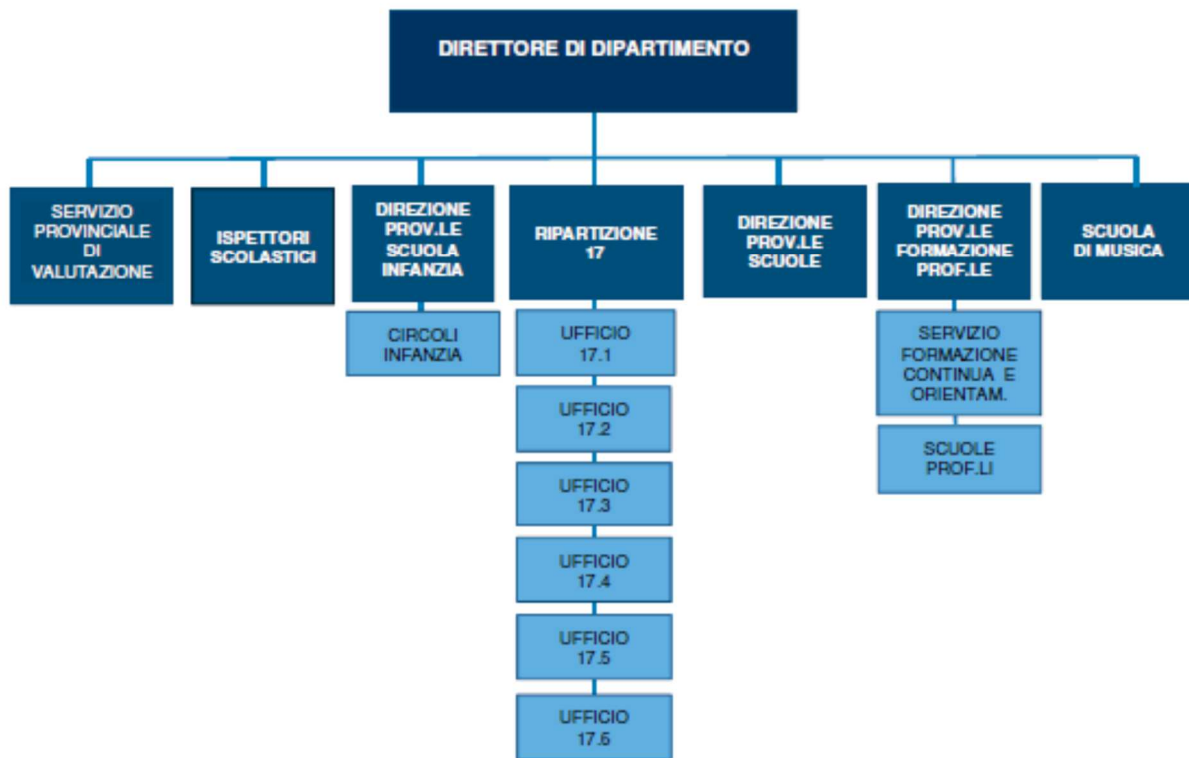 DIRETTORE DI DIPARTIMENTO
SERVIZIO
PROVINCIALE
DI
VALUTAZIONE
ISPETTORI
SCOLASTICI
DIREZIONE
PROV.LE
SCUOLA
INFANZIA
RIPARTIZIONE
17
DIREZIONE
PROV.LE
SCUOLE
DIREZIONE
PROV.LE
FORMAZIONE
PROF.LE
SCUOLA
DI MUSICA
CIRCOLI
INFANZIA
UFFICIO
17.1
UFFICIO
17.2
UFFICIO
17.3
UFFICIO
17.4
UFFICIO
17.5
UFFICIO
17.6
SERVIZIO
FORMAZIONE
CONTINUA E
ORIENTAM.
SCUOLE
PROF.LI